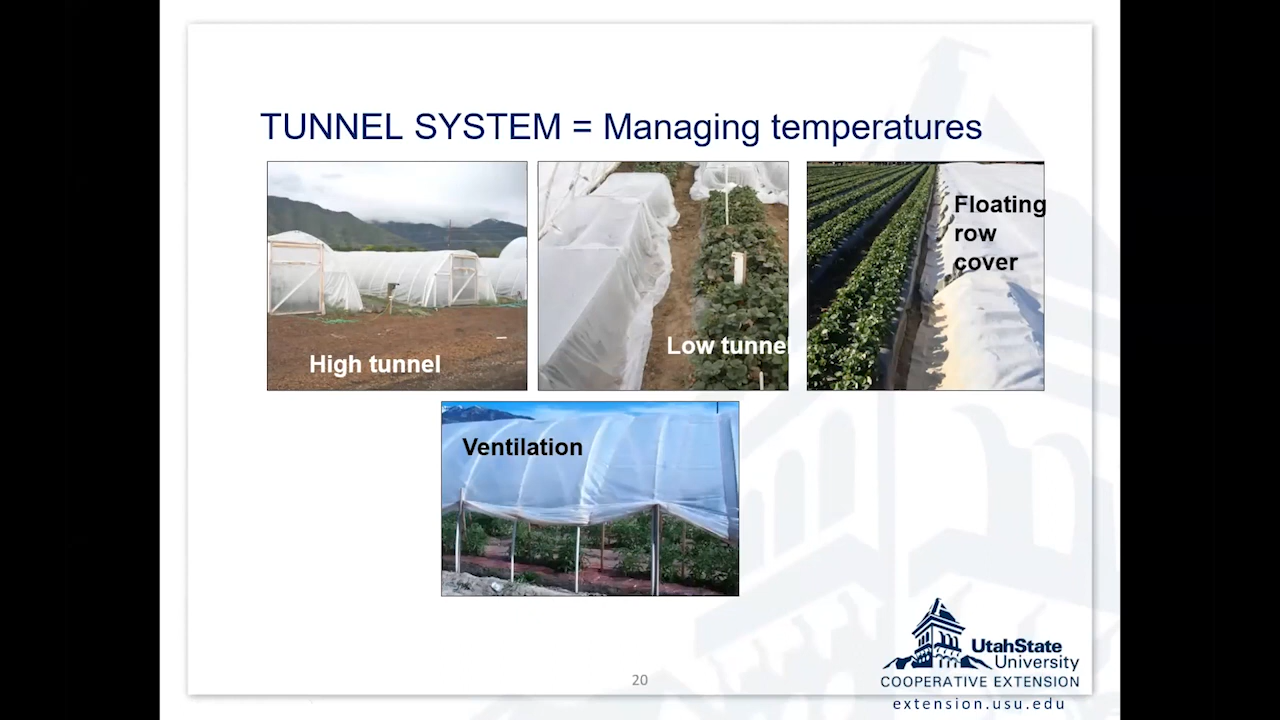 TUNNEL SYSTEM = Managing temperatures
High tunnel
Low tunnel
Floating
row
cover
Ventilation
20
UtahState
University
COOPERATIVE EXTENSION
extension.usu.edu